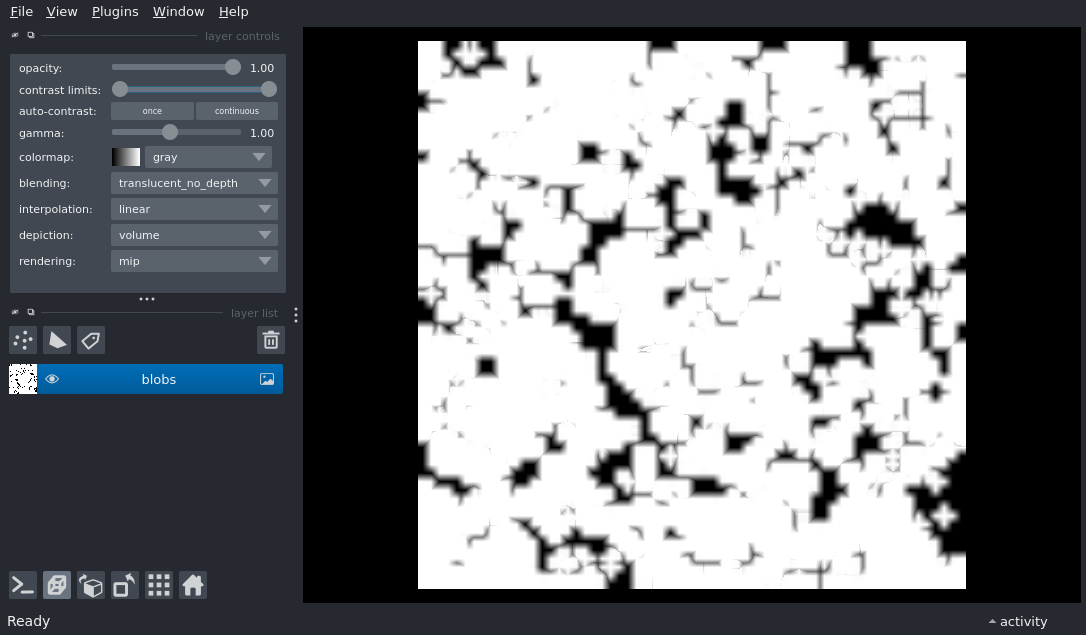 File View Plugins Window Help
layer controls
opacity: 1.00
contrast limits:
auto-contrast: once continuous
gamma: 1.00
colormap: gray
blending: translucent_no_depth
interpolation: linear
depiction: volume
rendering: mip
layer list
blobs
Ready activity